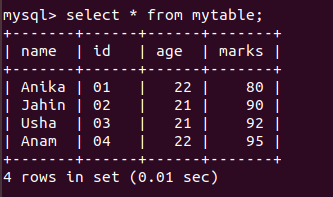 mysql> select * from mytable;
+-------+------+------+-------+
| name  | id   | age  | marks |
+-------+------+------+-------+
| Anika | 01   |   22 |    80 |
| Jahin | 02   |   21 |    90 |
| Usha  | 03   |   21 |    92 |
| Anam  | 04   |   22 |    95 |
+-------+------+------+-------+
4 rows in set (0.01 sec)